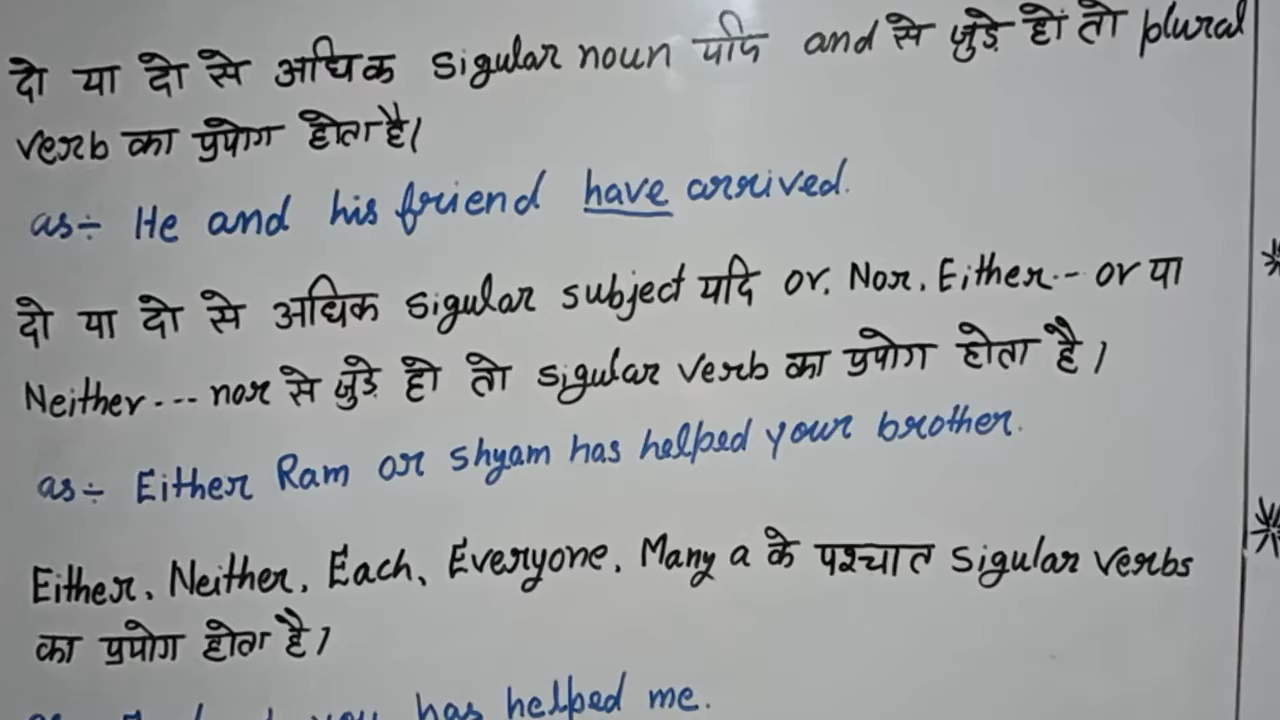 दो या दो से अधिक sigular noun यदि and से जुड़े हों तो plural
verb का प्रयोग होता है।
as÷ He and his friend have arrived.
दो या दो से अधिक sigular subject यदि or. Nor. Either-- or या
Neither--- nor से जुड़े हो तो sigular verb का प्रयोग होता है।
as÷ Either Ram or shyam has helped your brother.
Either, Neither, Each, Everyone, Many a के पश्चात sigular verbs
का प्रयोग होता है।
you has helped me.